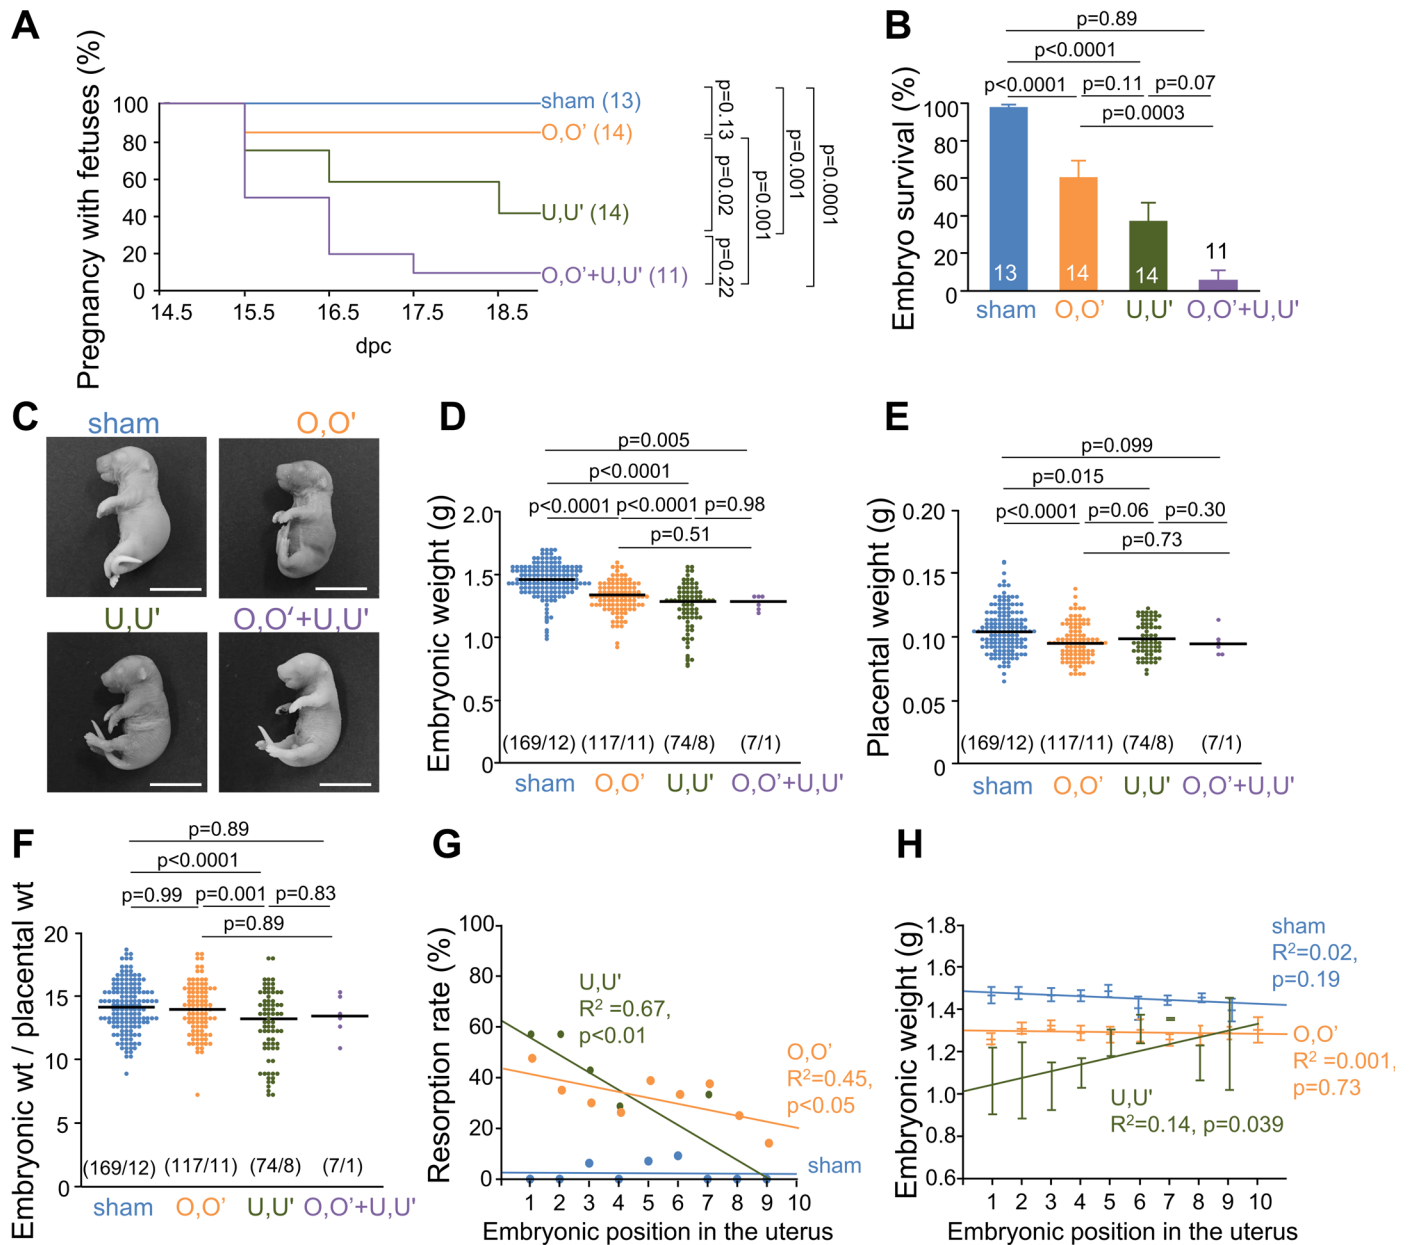 A
Pregnancy with fetuses (%)
100
80
60
40
20
0
14.5
15.5
16.5
17.5
18.5
dpc
sham (13)
O,O' (14)
U,U' (14)
O,O'+U,U' (11)
p=0.13
p=0.02
p=0.22
p=0.001
p=0.001
p=0.0001
B
Embryo survival (%)
100
80
60
40
20
0
p=0.89
p<0.0001
p<0.0001
p=0.11
p=0.07
p=0.0003
13
14
14
11
sham
O,O'
U,U'
O,O'+U,U'
C
sham
O,O'
U,U'
O,O'+U,U'
D
Embryonic weight (g)
2.0
1.5
1.0
0.5
0
p=0.005
p<0.0001
p<0.0001
p<0.0001
p=0.98
p=0.51
(169/12)
(117/11)
(74/8)
(7/1)
sham
O,O'
U,U'
O,O'+U,U'
E
Placental weight (g)
0.20
0.15
0.10
0.05
0
p=0.099
p=0.015
p<0.0001
p=0.06
p=0.30
p=0.73
(169/12)
(117/11)
(74/8)
(7/1)
sham
O,O'
U,U'
O,O'+U,U'
F
Embryonic wt / placental wt
20
15
10
5
0
p=0.89
p<0.0001
p=0.99
p=0.001
p=0.83
p=0.89
(169/12)
(117/11)
(74/8)
(7/1)
sham
O,O'
U,U'
O,O'+U,U'
G
Resorption rate (%)
100
80
60
40
20
0
U,U'
R² =0.67,
p<0.01
O,O'
R²=0.45,
p<0.05
sham
1
2
3
4
5
6
7
8
9
10
Embryonic position in the uterus
H
Embryonic weight (g)
1.8
1.6
1.4
1.2
1.0
0.8
0.6
sham
R²=0.02,
p=0.19
O,O'
R² =0.001,
p=0.73
U,U'
R²=0.14, p=0.039
1
2
3
4
5
6
7
8
9
10
Embryonic position in the uterus